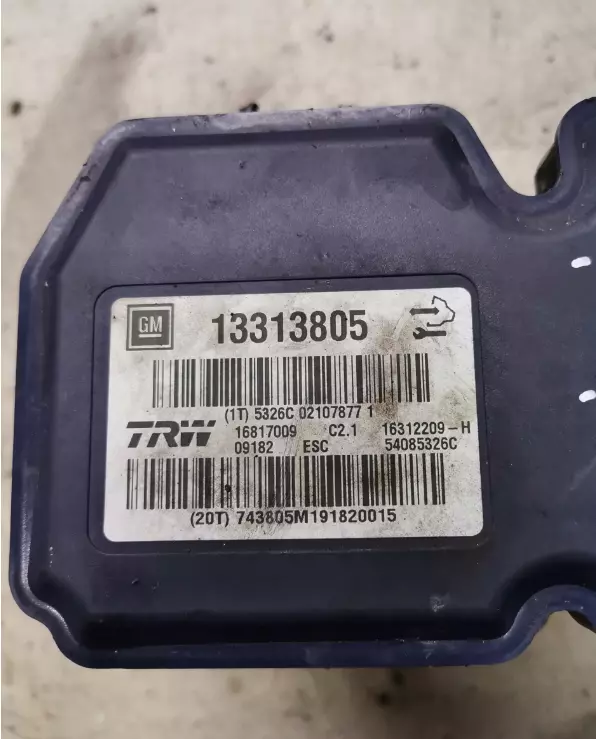 GM 13313805
(1T) 5326C 02107877 1
TRW 16817009 C2.1 16312209-H
09182 ESC 54085326C
(20T) 743805M191820015